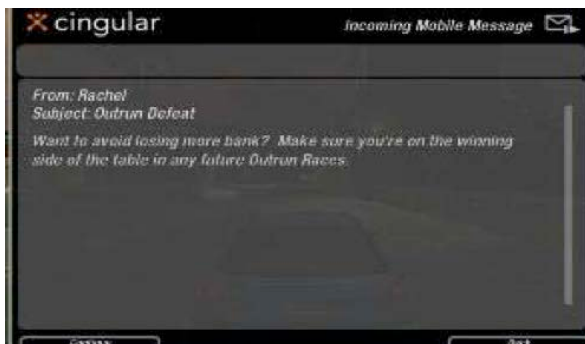 cingular
Incoming Mobile Message
From: Rachel
Subject: Outrun Defeat
Want to avoid losing more bank? Make sure you're on the winning
side of the table in any future Outrun Races.